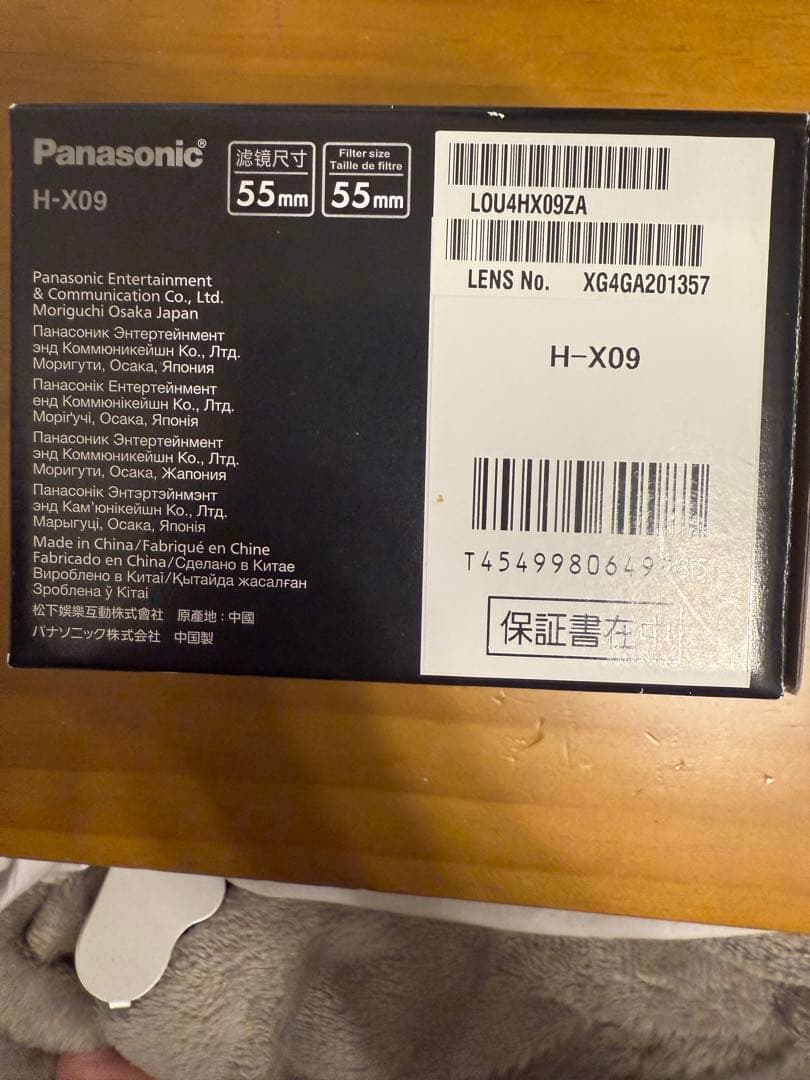 Panasonic®
H-X09
滤镜尺寸
55mm
Filter size
Taille de filtre
55mm
Panasonic Entertainment
& Communication Co., Ltd.
Moriguchi Osaka Japan
Панасоник Энтертейнмент
энд Коммюникейшн Ко., Лтд.
Моригути, Осака, Япония
Панасонік Ентертейнмент
енд Коммюнікейшн Ко., Лтд.
Моріґучі, Осака, Японія
Панасоник Энтертейнмент
энд Коммюникейшн Ко., Лтд.
Моригути, Осака, Жапония
Панасонік Энтэртэйнмэнт
энд Кам'юнікейшн Ко., Лтд.
Марыгуці, Осака, Японія
Made in China/Fabriqué en Chine
Fabricado en China/Сделано в Китае
Вироблено в Китаї/Қытайда жасалған
Зроблена ў Кітаі
松下娛樂互動株式會社 原產地:中國
パナソニック株式会社 中国製
LOU4HX09ZA
LENS No. XG4GA201357
H-X09
保証書在中